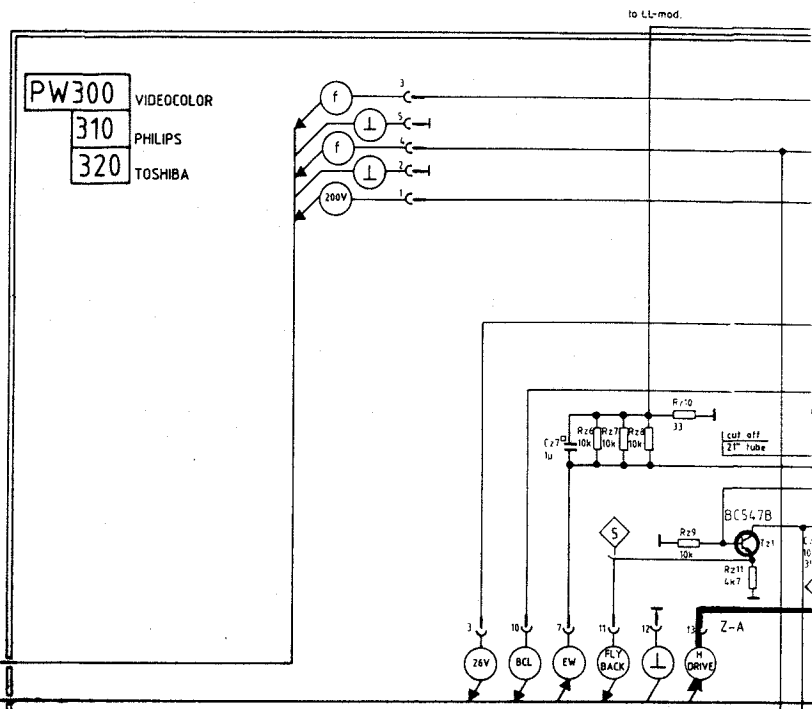 to LL-mod.
PW300 VIDEOCOLOR
310 PHILIPS
320 TOSHIBA
f 3
⊥ 5
f 4
⊥ 2
200V 1
Rz10
33
Cz7
1µ
Rz6
10k
Rz7
10k
Rz8
10k
cut off
21" tube
BC547B
Tz1
S
Rz9
10k
Rz11
4k7
Z-A
3 10 7 11 12 13
26V BCL EW FLY BACK ⊥ H DRIVE